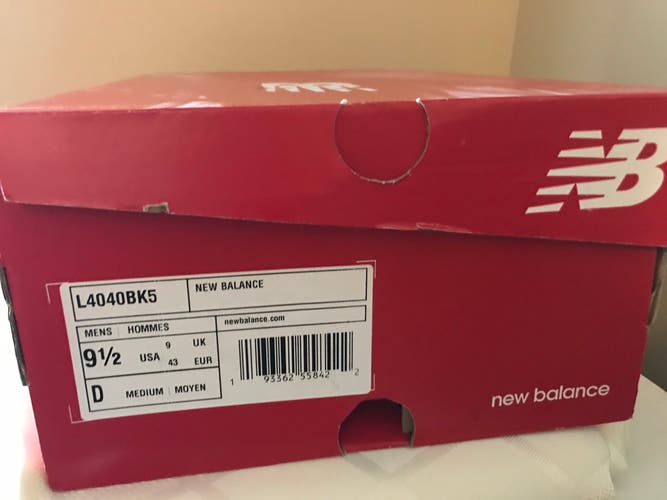 NB
L4040BK5
NEW BALANCE
MENS | HOMMES
newbalance.com
9½ USA 9 UK
43 EUR
D MEDIUM | MOYEN
1 93362 55842 2
new balance